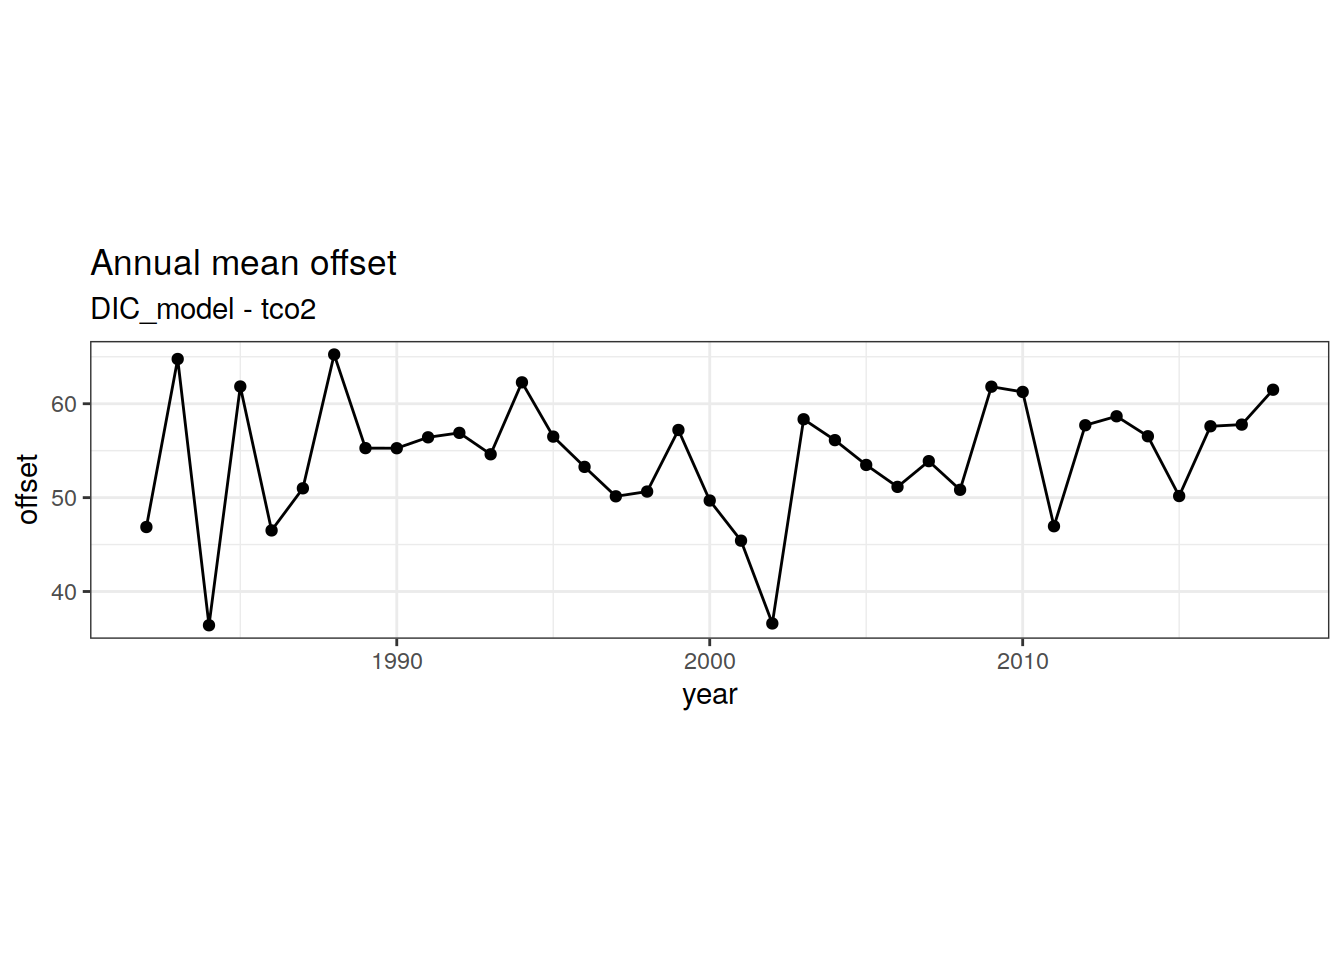 Annual mean offset
DIC_model - tco2
offset
60
50
40
1990 2000 2010
year